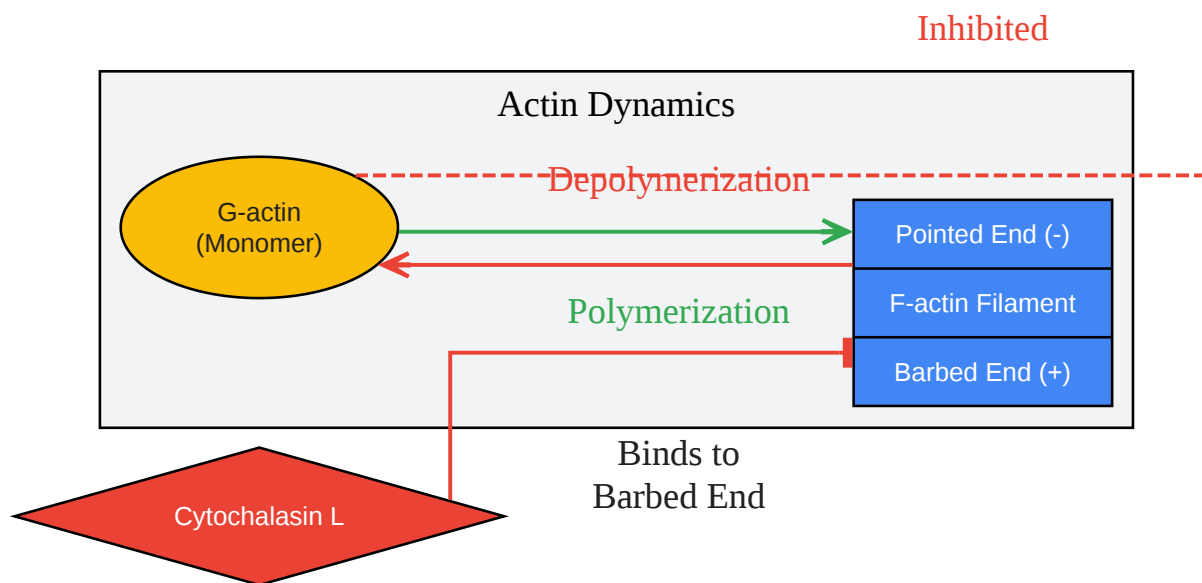 Inhibited
Actin Dynamics
Depolymerization
G-actin
(Monomer)
Pointed End (-)
F-actin Filament
Polymerization
Barbed End (+)
Binds to
Barbed End
Cytochalasin L